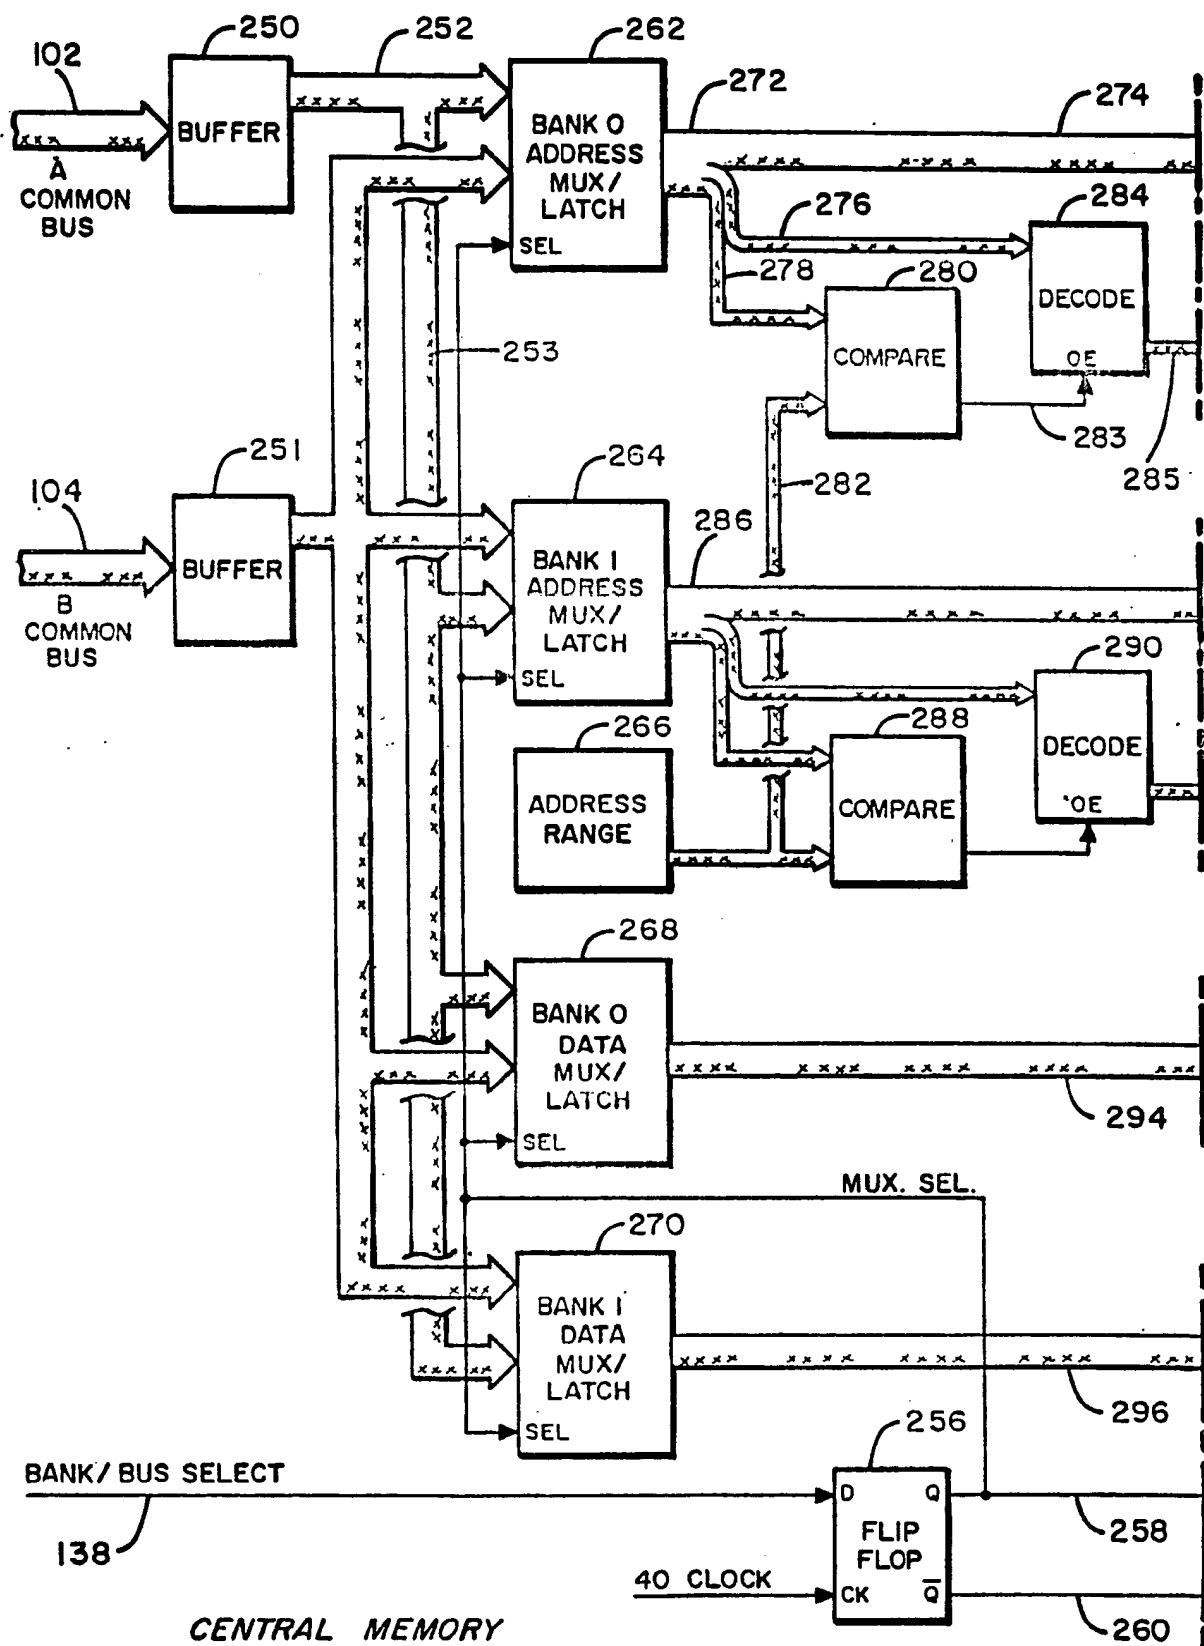 250
252
262
102
BUFFER
A
COMMON
BUS
BANK 0
ADDRESS
MUX/
LATCH
SEL
272
274
276
278
280
284
DECODE
OE
COMPARE
283
285
253
282
251
104
BUFFER
B
COMMON
BUS
264
BANK 1
ADDRESS
MUX/
LATCH
SEL
286
290
DECODE
OE
288
COMPARE
266
ADDRESS
RANGE
268
BANK 0
DATA
MUX/
LATCH
SEL
294
MUX. SEL.
270
BANK 1
DATA
MUX/
LATCH
SEL
296
256
BANK/BUS SELECT
138
D Q
FLIP
FLOP
CK Q̅
258
40 CLOCK
260
CENTRAL MEMORY